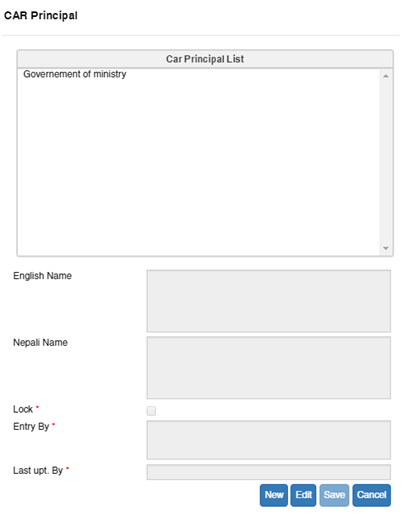 CAR Principal
Car Principal List
Governement of ministry
English Name
Nepali Name
Lock *
Entry By *
Last upt. By *
New Edit Save Cancel